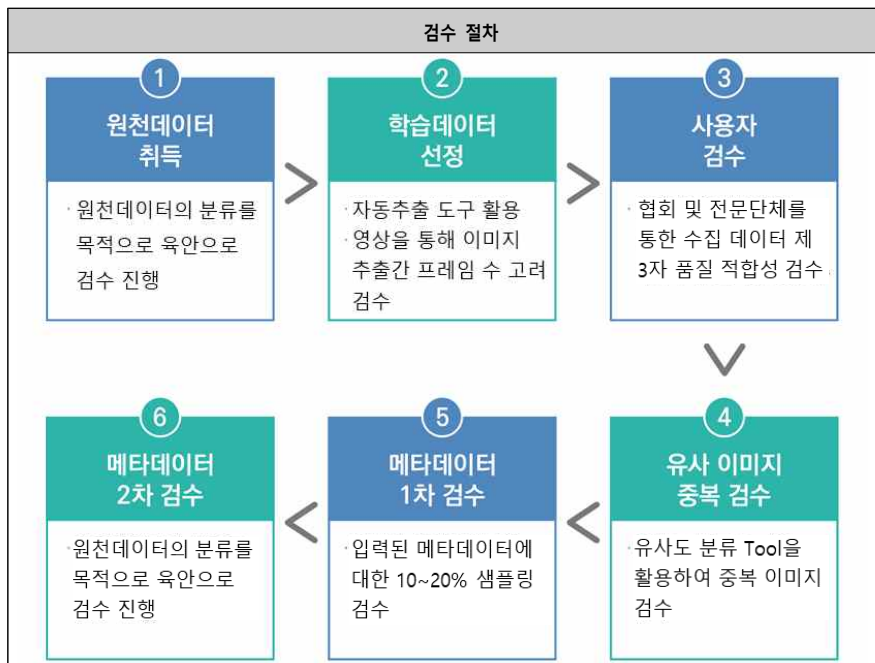 검수 절차
1
원천데이터
취득
· 원천데이터의 분류를
목적으로 육안으로
검수 진행
2
학습데이터
선정
· 자동추출 도구 활용
· 영상을 통해 이미지
추출간 프레임 수 고려
검수
3
사용자
검수
· 협회 및 전문단체를
통한 수집 데이터 제
3자 품질 적합성 검수
4
유사 이미지
중복 검수
· 유사도 분류 Tool을
활용하여 중복 이미지
검수
5
메타데이터
1차 검수
· 입력된 메타데이터에
대한 10~20% 샘플링
검수
6
메타데이터
2차 검수
· 원천데이터의 분류를
목적으로 육안으로
검수 진행